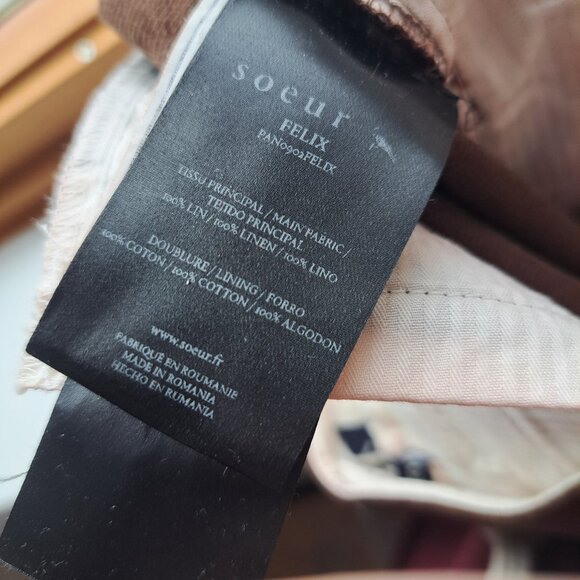 soeur
FELIX
PAN0902FELIX
TISSU PRINCIPAL / MAIN FABRIC /
TEJIDO PRINCIPAL
100% LIN / 100% LINEN / 100% LINO
DOUBLURE / LINING / FORRO
100% COTON / 100% COTTON / 100% ALGODON
www.soeur.fr
FABRIQUÉ EN ROUMANIE
MADE IN ROMANIA
HECHO EN RUMANIA